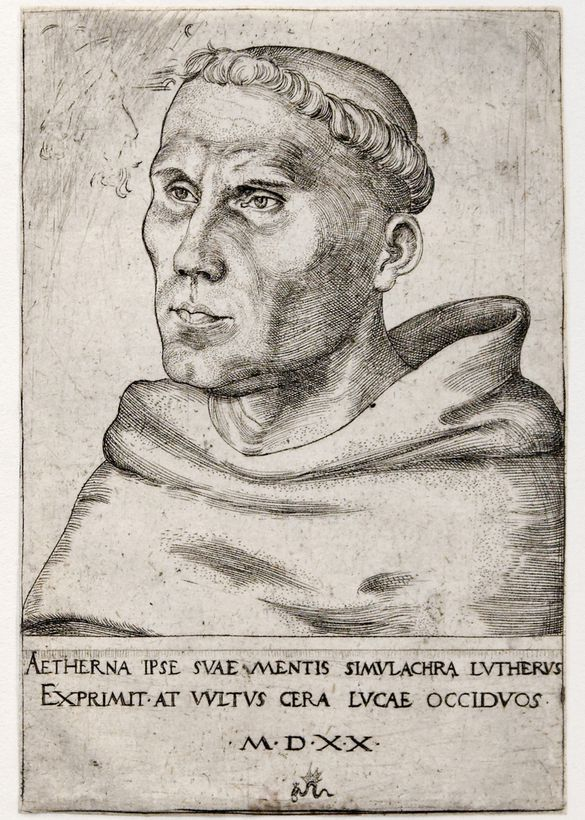 AETHERNA IPSE SVAE MENTIS SIMVLACHRA LVTHERVS
EXPRIMIT·AT VVLTVS CERA LVCAE OCCIDVOS·
·M·D·X·X·